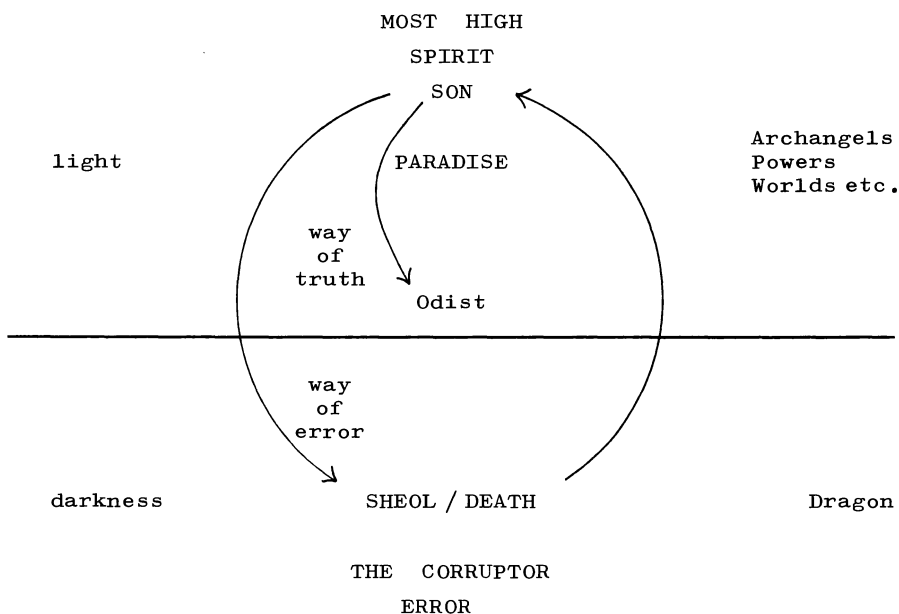 MOST HIGH
SPIRIT
SON
light
PARADISE
Archangels
Powers
Worlds etc.
way
of
truth
Odist
way
of
error
darkness
SHEOL / DEATH
Dragon
THE CORRUPTOR
ERROR